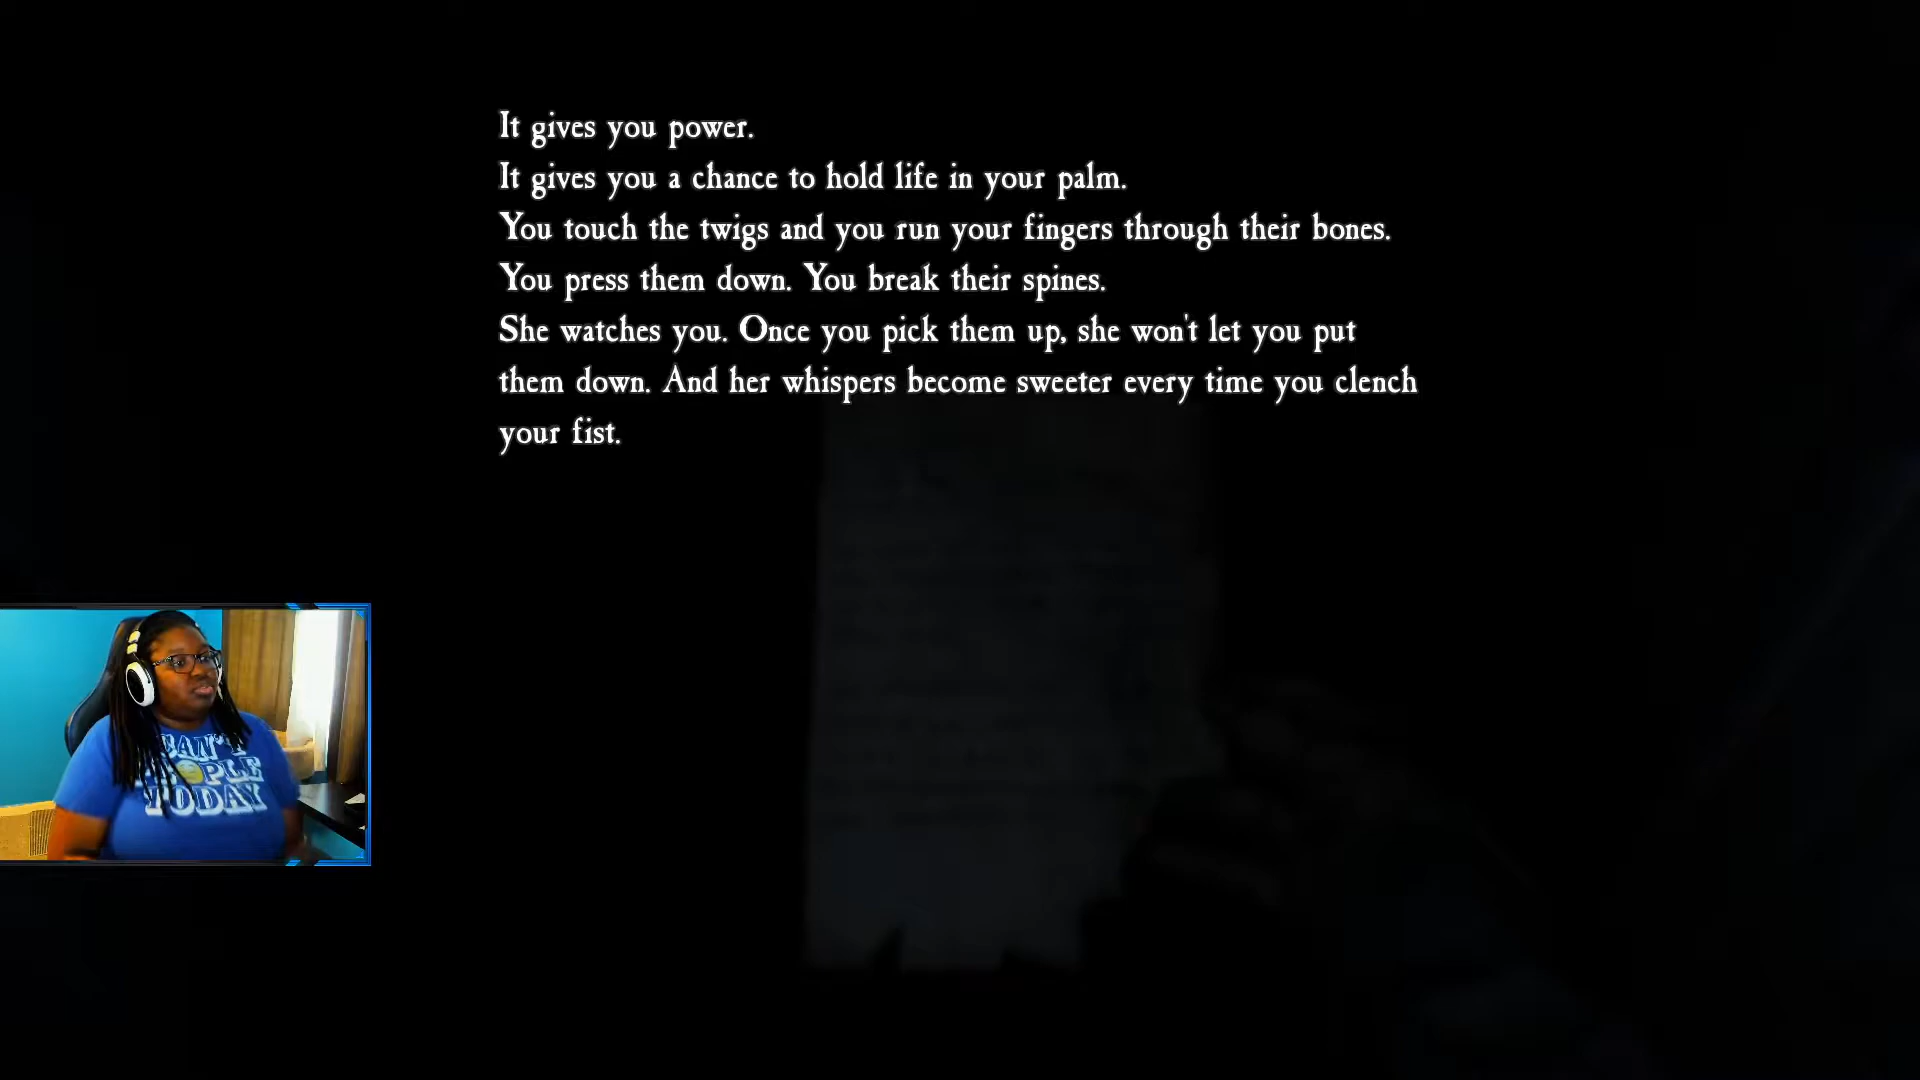 It gives you power.
It gives you a chance to hold life in your palm.
You touch the twigs and you run your fingers through their bones.
You press them down. You break their spines.
She watches you. Once you pick them up, she won't let you put
them down. And her whispers become sweeter every time you clench
your fist.
TODAY